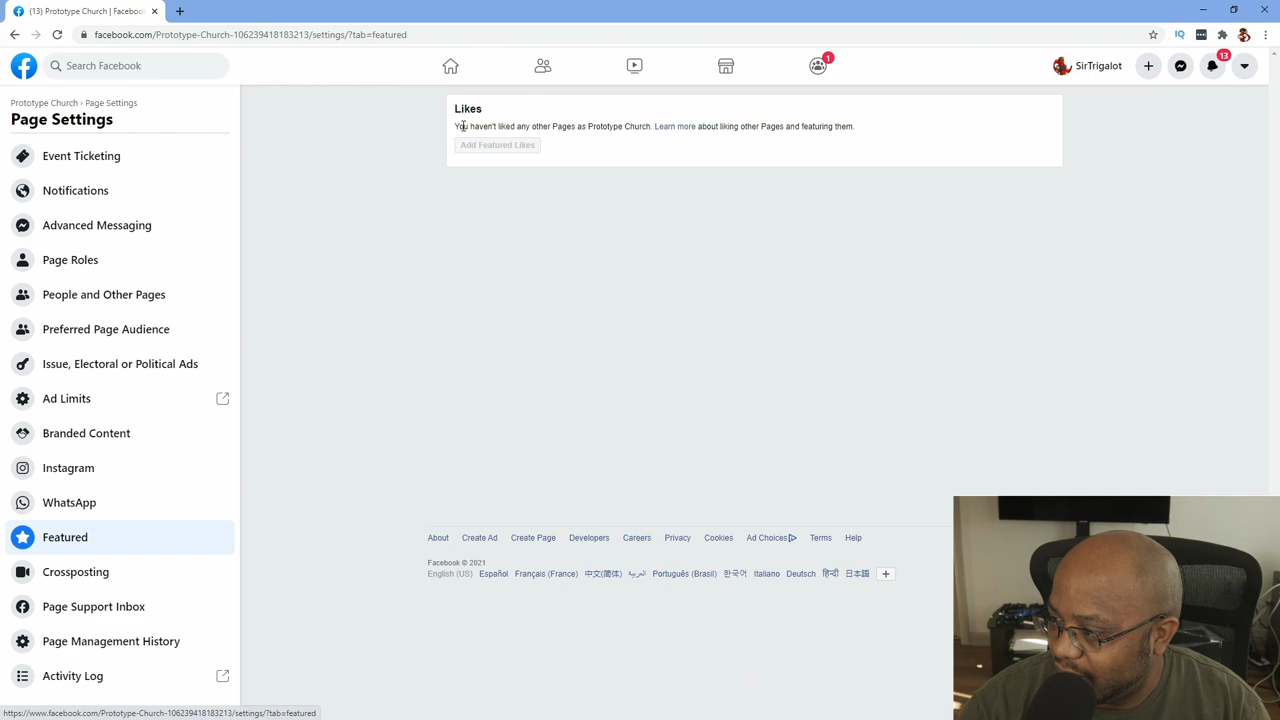 (13) Prototype Church | Facebook
facebook.com/Prototype-Church-106239418183213/settings/?tab=featured
IQ
Search Facebook
1
SirTrigalot
13
Prototype Church › Page Settings
Page Settings
Event Ticketing
Notifications
Advanced Messaging
Page Roles
People and Other Pages
Preferred Page Audience
Issue, Electoral or Political Ads
Ad Limits
Branded Content
Instagram
WhatsApp
Featured
Crossposting
Page Support Inbox
Page Management History
Activity Log
Likes
You haven't liked any other Pages as Prototype Church. Learn more about liking other Pages and featuring them.
Add Featured Likes
About Create Ad Create Page Developers Careers Privacy Cookies Ad Choices Terms Help
Facebook © 2021
English (US) Español Français (France) 中文(简体) العربية Português (Brasil) 한국어 Italiano Deutsch हिन्दी 日本語
https://www.facebook.com/Prototype-Church-106239418183213/settings/?tab=featured